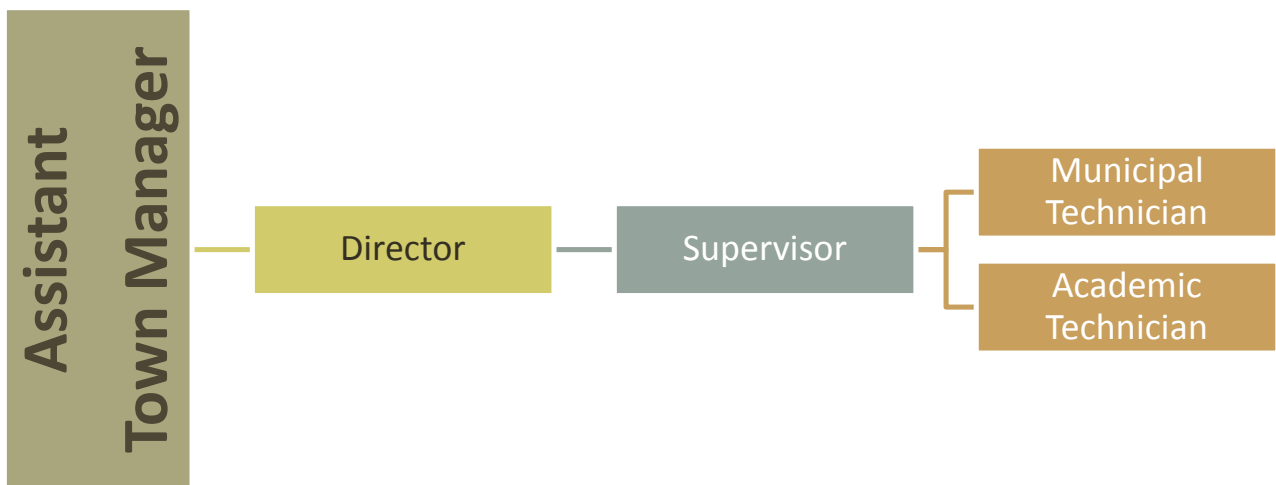 Assistant
Town Manager
Director
Supervisor
Municipal
Technician
Academic
Technician